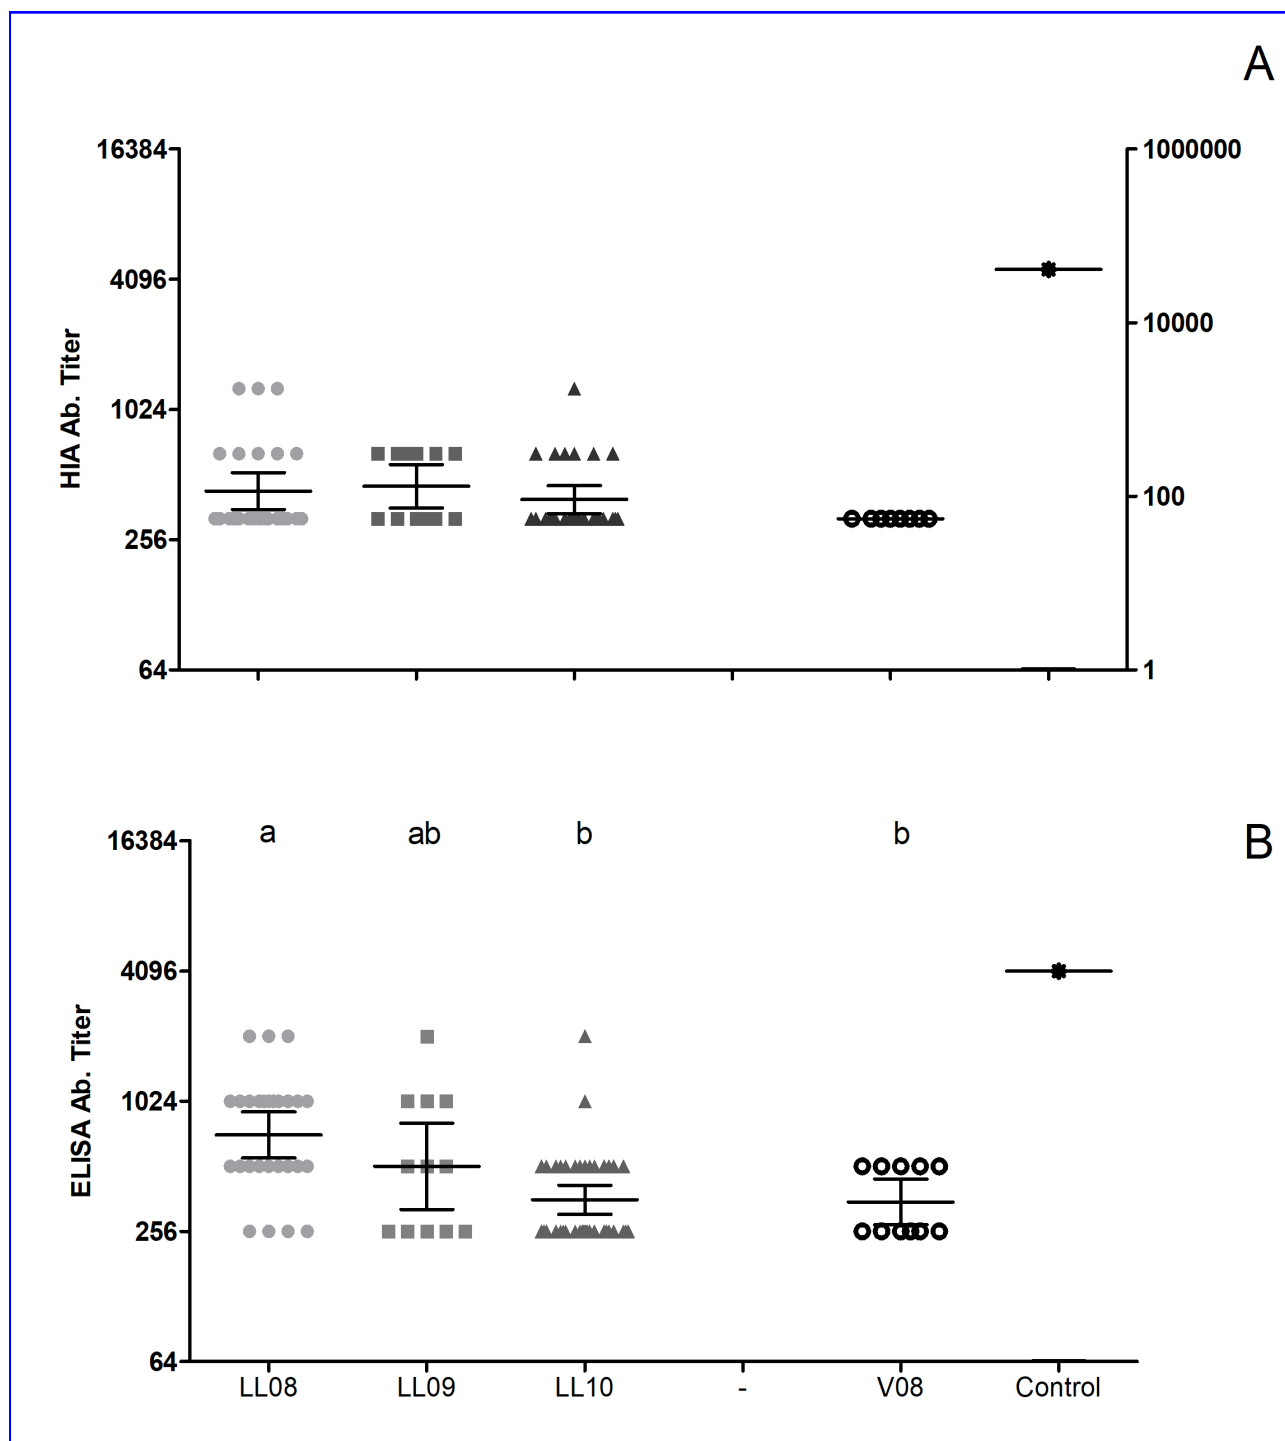 A
16384
4096
1024
256
64
HIA Ab. Titer
1000000
10000
100
1
B
a ab b b
16384
4096
1024
256
64
ELISA Ab. Titer
LL08 LL09 LL10 - V08 Control